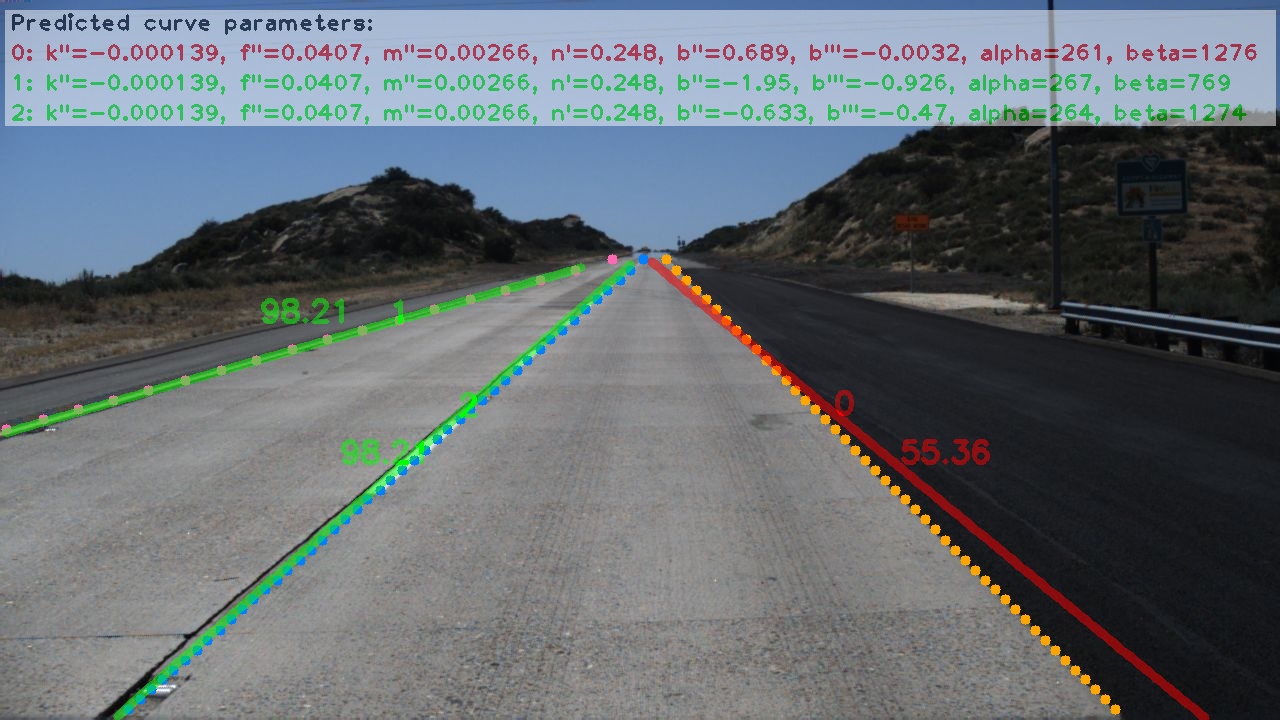 Predicted curve parameters:
0: k''=-0.000139, f''=0.0407, m''=0.00266, n'=0.248, b''=0.689, b'''=-0.0032, alpha=261, beta=1276
1: k''=-0.000139, f''=0.0407, m''=0.00266, n'=0.248, b''=-1.95, b'''=-0.926, alpha=267, beta=769
2: k''=-0.000139, f''=0.0407, m''=0.00266, n'=0.248, b''=-0.633, b'''=-0.47, alpha=264, beta=1274
98.21 1
2 0
98.21 55.36